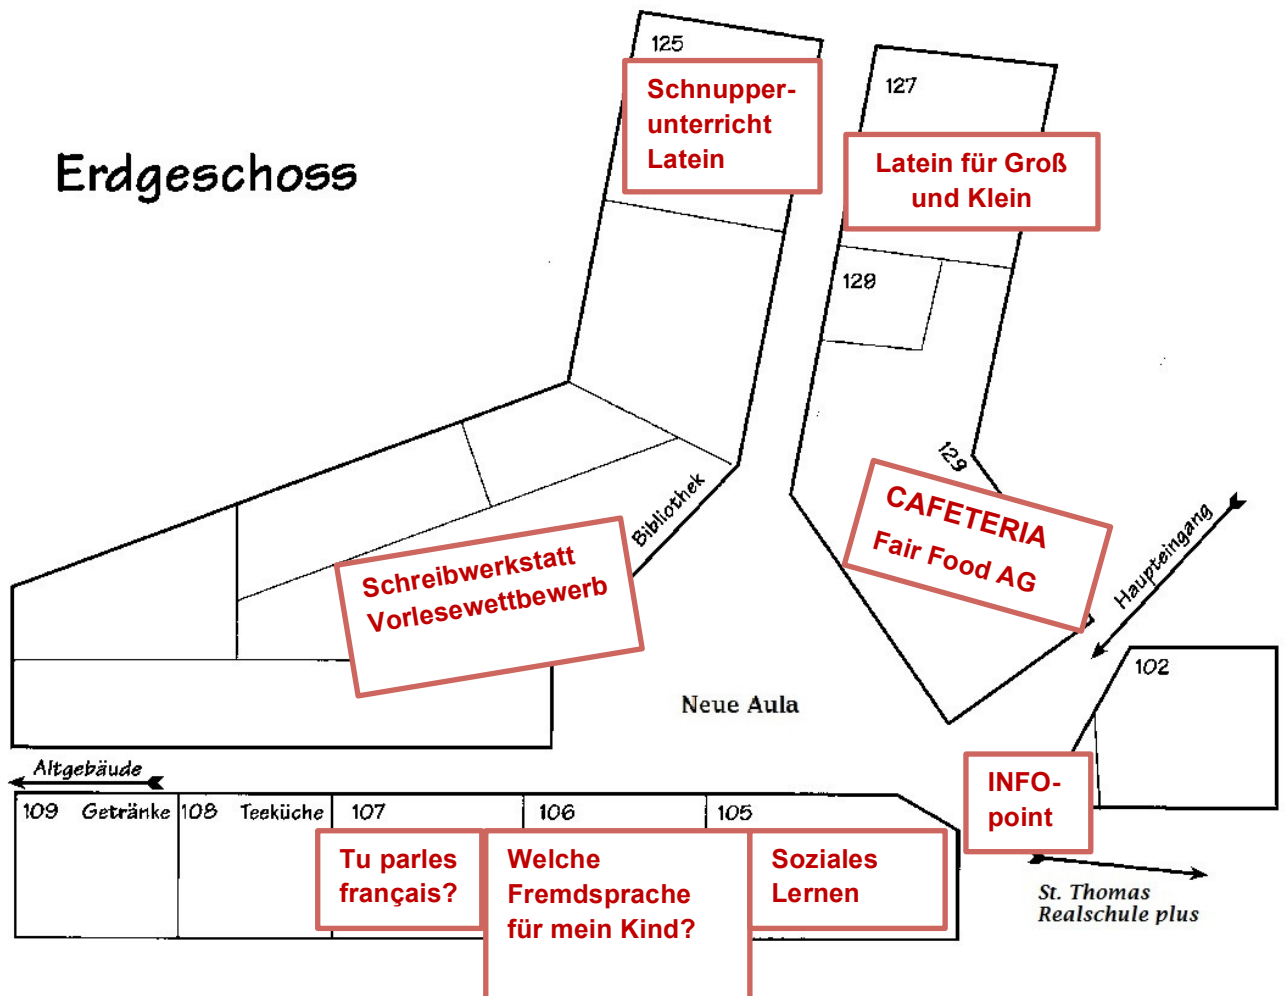 Erdgeschoss
125
Schnupper-
unterricht
Latein
127
Latein für Groß
und Klein
128
129
CAFETERIA
Fair Food AG
Haupteingang
Bibliothek
Schreibwerkstatt
Vorlesewettbewerb
Neue Aula
102
INFO-
point
St. Thomas
Realschule plus
Altgebäude
109 Getränke
108 Teeküche
107
Tu parles
français?
106
Welche
Fremdsprache
für mein Kind?
105
Soziales
Lernen